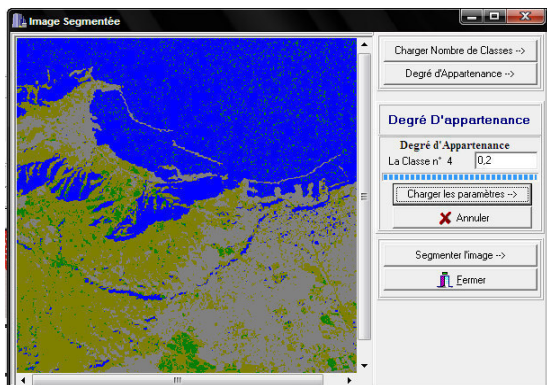 Image Segmentée
Charger Nombre de Classes -->
Degré d'Appartenance -->
Degré D'appartenance
Degré d'Appartenance
La Classe n° 4 0,2
Charger les paramètres -->
Annuler
Segmenter l'image -->
Fermer